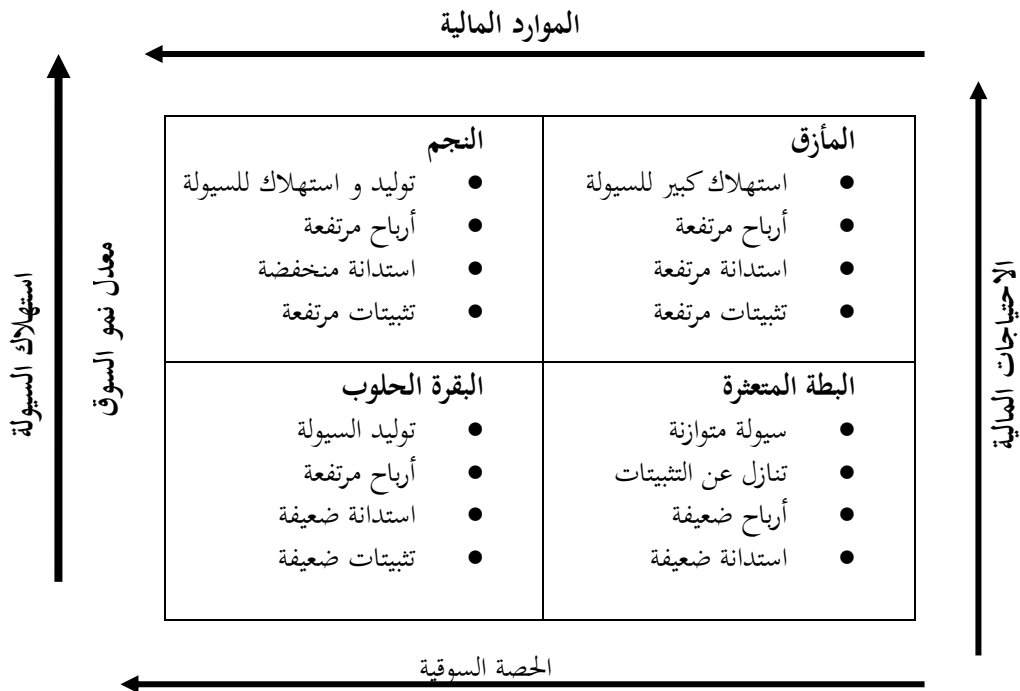 الموارد المالية
المأزق
● استهلاك كبير للسيولة
● أرباح مرتفعة
● استدانة مرتفعة
● تثبيتات مرتفعة
النجم
● توليد و استهلاك للسيولة
● أرباح مرتفعة
● استدانة منخفضة
● تثبيتات مرتفعة
البطة المتعثرة
● سيولة متوازنة
● تنازل عن التثبيتات
● أرباح ضعيفة
● استدانة ضعيفة
البقرة الحلوب
● توليد السيولة
● أرباح مرتفعة
● استدانة ضعيفة
● تثبيتات ضعيفة
الاحتياجات المالية
معدل نمو السوق
استهلاك السيولة
الحصة السوقية